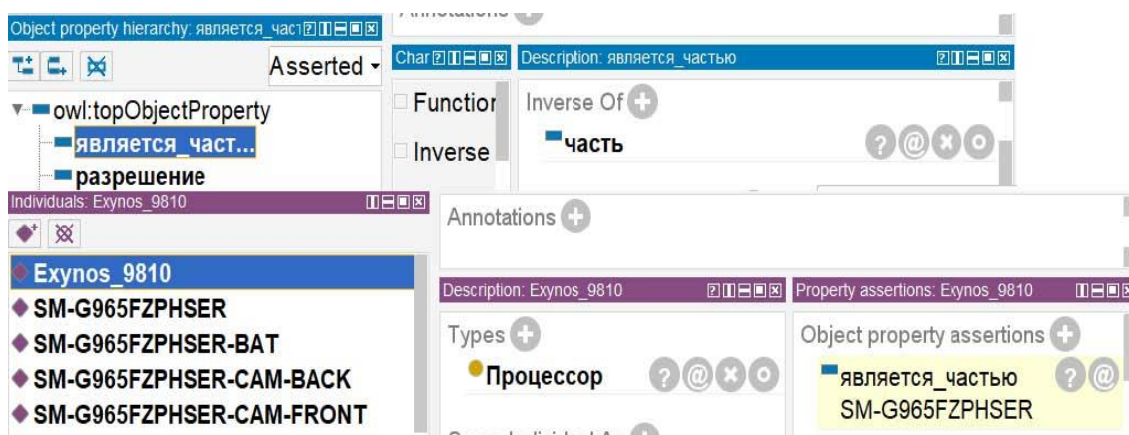 Object property hierarchy: является_част
Asserted
owl:topObjectProperty
является_част...
разрешение
Annotations
Char
Function
Inverse
Description: является_частью
Inverse Of
часть
Individuals: Exynos_9810
Exynos_9810
SM-G965FZPHSER
SM-G965FZPHSER-BAT
SM-G965FZPHSER-CAM-BACK
SM-G965FZPHSER-CAM-FRONT
Annotations
Description: Exynos_9810
Types
Процессор
Property assertions: Exynos_9810
Object property assertions
является_частью
SM-G965FZPHSER